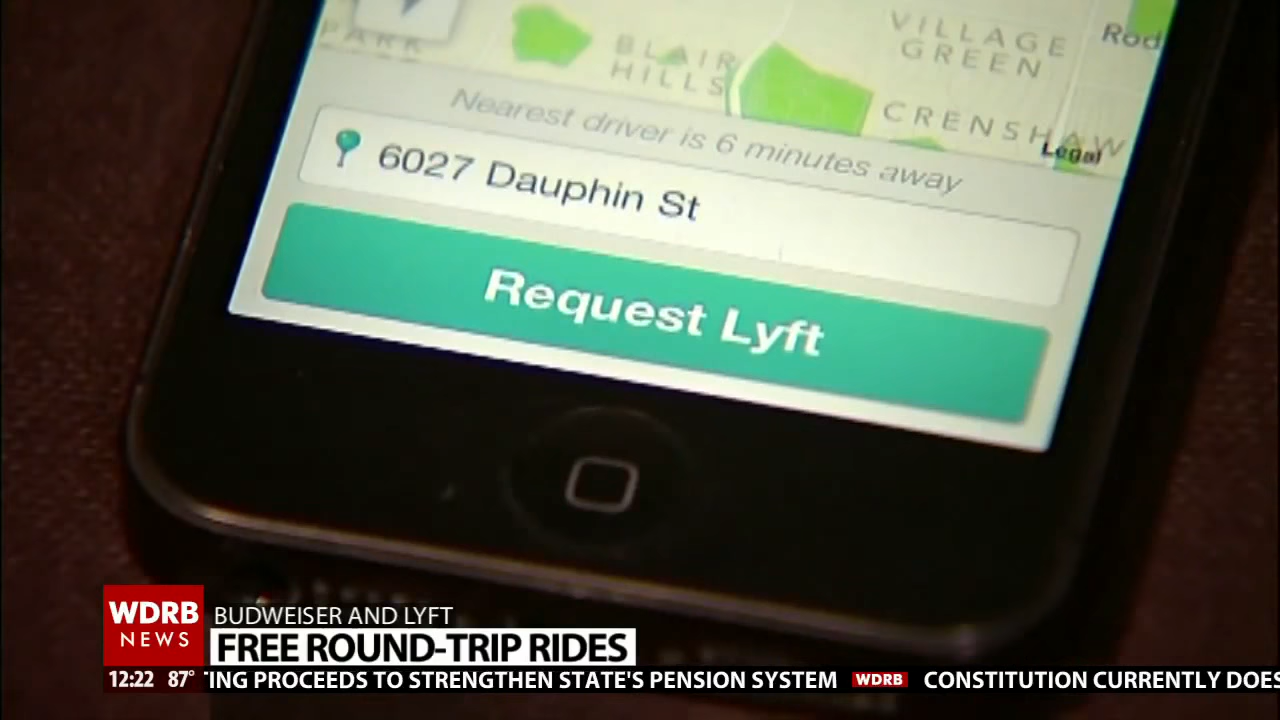 PARK
BLAIR
HILLS
VILLAGE
GREEN
Rod
CRENSHAW
Legal
Nearest driver is 6 minutes away
6027 Dauphin St
Request Lyft
WDRB
NEWS
BUDWEISER AND LYFT
FREE ROUND-TRIP RIDES
12:22 87° TING PROCEEDS TO STRENGTHEN STATE'S PENSION SYSTEM WDRB CONSTITUTION CURRENTLY DOES